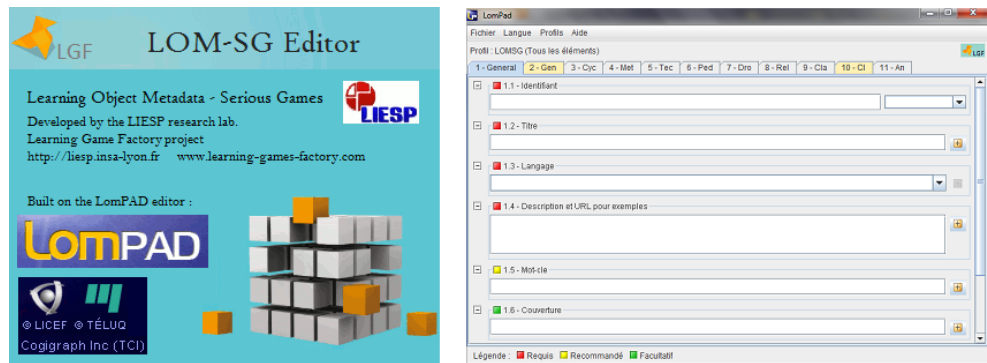 LGF
LOM-SG Editor
Learning Object Metadata - Serious Games
LIESP
Developed by the LIESP research lab.
Learning Game Factory project
http://liesp.insa-lyon.fr www.learning-games-factory.com
Built on the LomPAD editor :
LOMPAD
© LICEF © TÉLUQ
Cogigraph Inc (TCI)
LomPad
Fichier Langue Profils Aide
Profil : LOMSG (Tous les éléments)
LGF
1 - General 2 - Gen 3 - Cyc 4 - Met 5 - Tec 6 - Ped 7 - Dro 8 - Rel 9 - Cla 10 - Cl 11 - An
1.1 - Identifiant
1.2 - Titre
1.3 - Langage
1.4 - Description et URL pour exemples
1.5 - Mot-cle
1.6 - Couverture
Légende : Requis Recommandé Facultatif